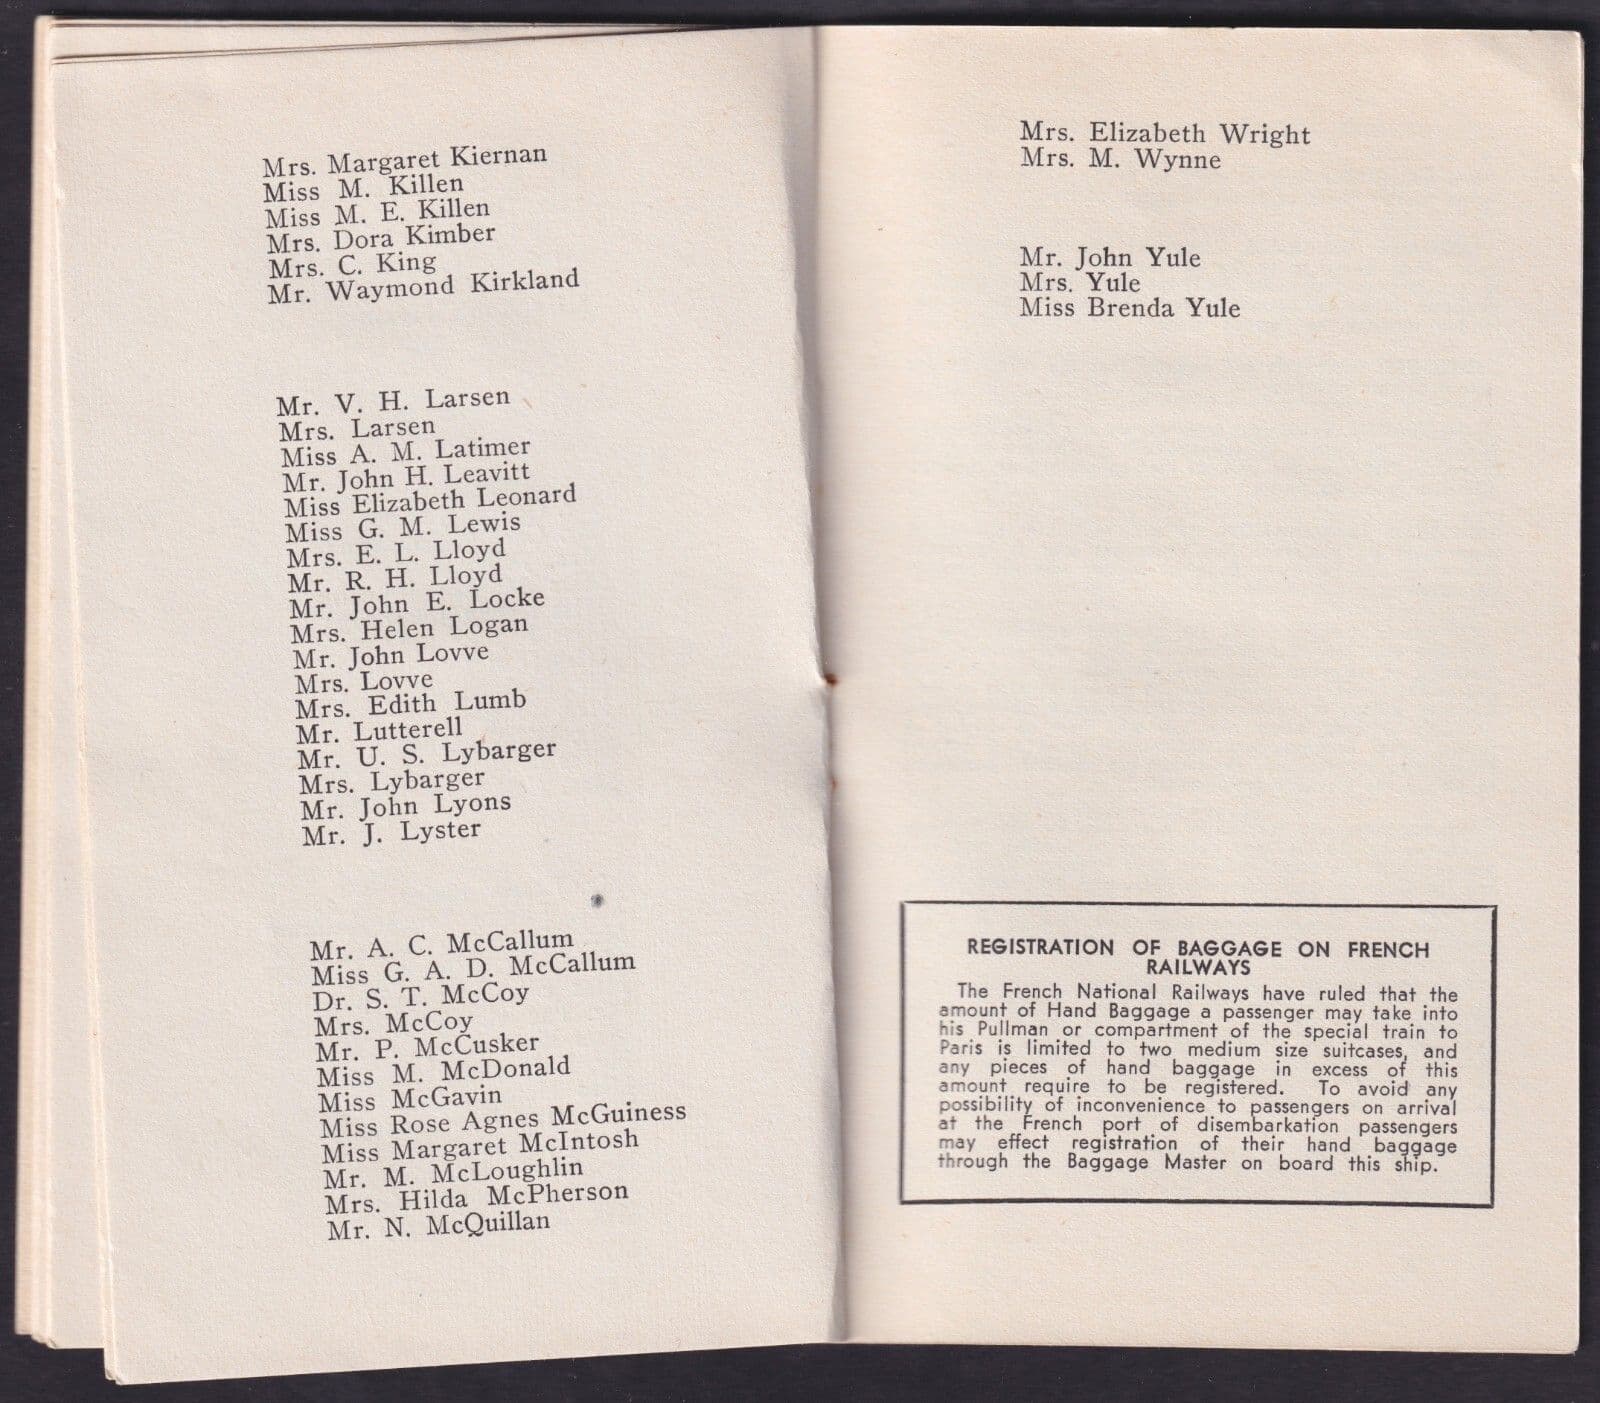 Mrs. Margaret Kiernan
Miss M. Killen
Miss M. E. Killen
Mrs. Dora Kimber
Mrs. C. King
Mr. Waymond Kirkland
Mr. V. H. Larsen
Mrs. Larsen
Miss A. M. Latimer
Mr. John H. Leavitt
Miss Elizabeth Leonard
Miss G. M. Lewis
Mrs. E. L. Lloyd
Mr. R. H. Lloyd
Mr. John E. Locke
Mrs. Helen Logan
Mr. John Lovve
Mrs. Lovve
Mrs. Edith Lumb
Mr. Lutterell
Mr. U. S. Lybarger
Mrs. Lybarger
Mr. John Lyons
Mr. J. Lyster
Mr. A. C. McCallum
Miss G. A. D. McCallum
Dr. S. T. McCoy
Mrs. McCoy
Mr. P. McCusker
Miss M. McDonald
Miss McGavin
Miss Rose Agnes McGuiness
Miss Margaret McIntosh
Mr. M. McLoughlin
Mrs. Hilda McPherson
Mr. N. McQuillan
Mrs. Elizabeth Wright
Mrs. M. Wynne
Mr. John Yule
Mrs. Yule
Miss Brenda Yule
REGISTRATION OF BAGGAGE ON FRENCH
RAILWAYS
The French National Railways have ruled that the
amount of Hand Baggage a passenger may take into
his Pullman or compartment of the special train to
Paris is limited to two medium size suitcases, and
any pieces of hand baggage in excess of this
amount require to be registered. To avoid any
possibility of inconvenience to passengers on arrival
at the French port of disembarkation passengers
may effect registration of their hand baggage
through the Baggage Master on board this ship.